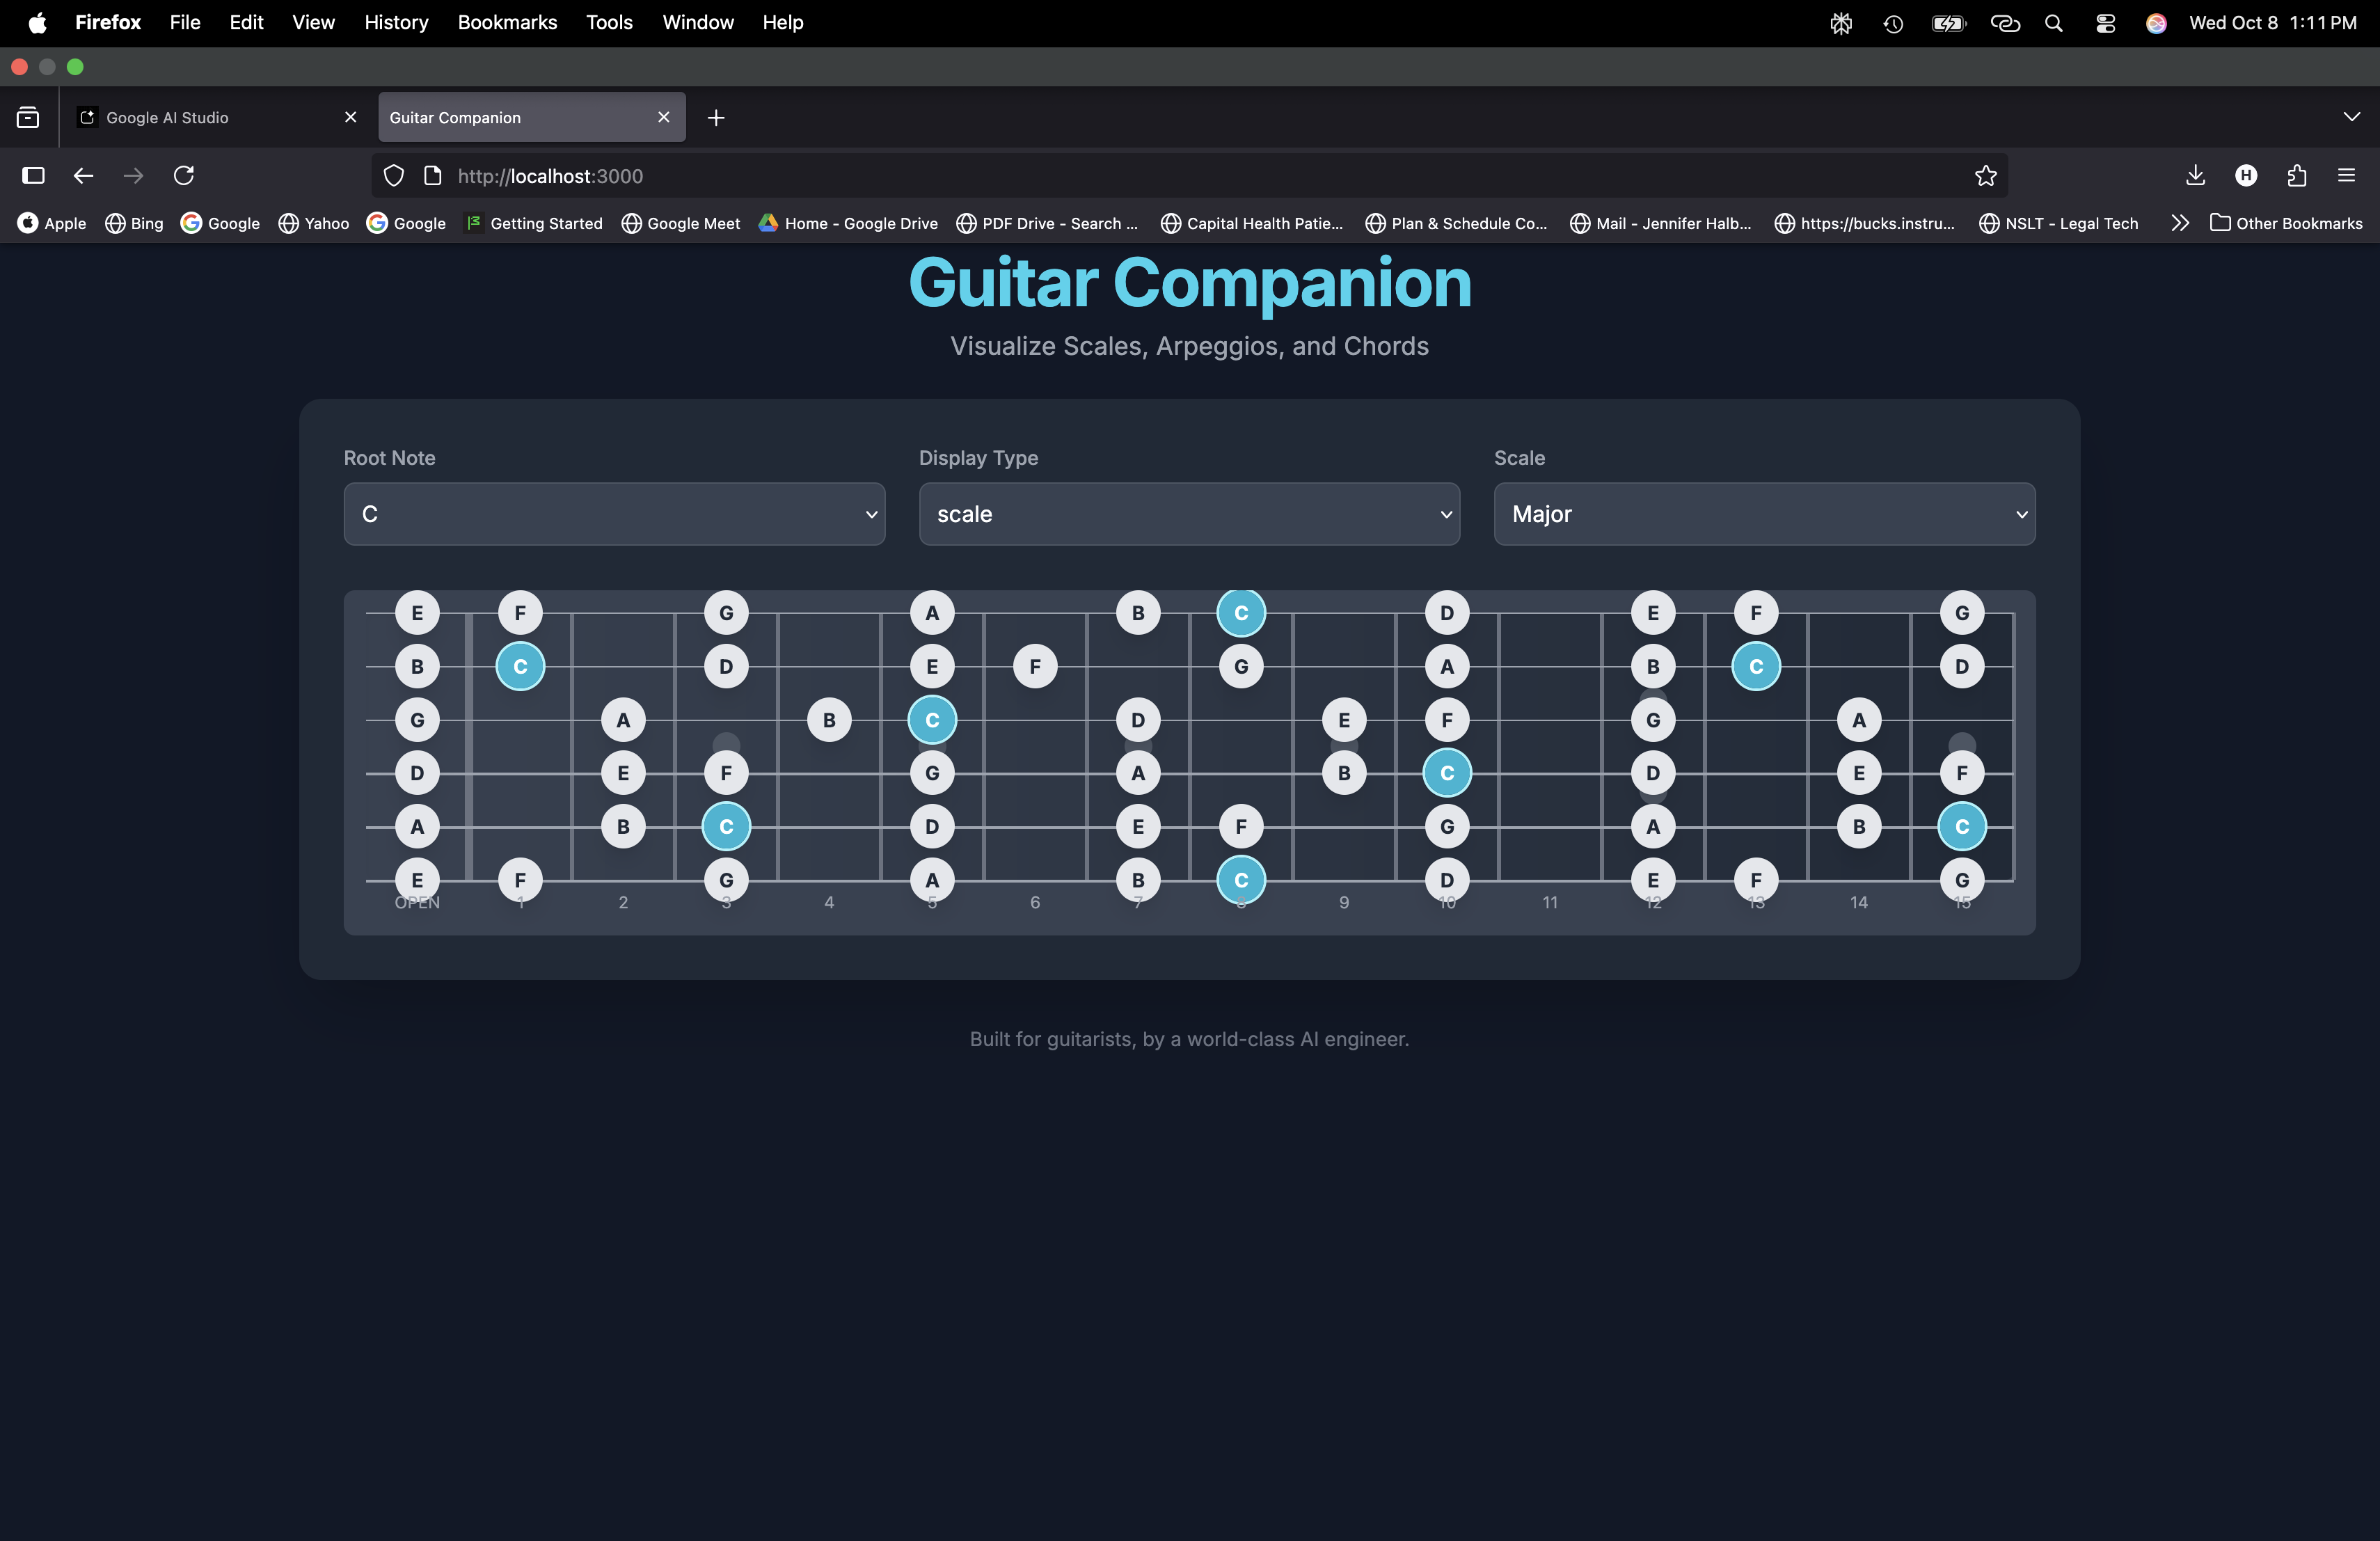 Firefox File Edit View History Bookmarks Tools Window Help Wed Oct 8 1:11 PM
Google AI Studio Guitar Companion
http://localhost:3000 H
Apple Bing Google Yahoo Google Getting Started Google Meet Home - Google Drive PDF Drive - Search ... Capital Health Patie... Plan & Schedule Co... Mail - Jennifer Halb... https://bucks.instru... NSLT - Legal Tech Other Bookmarks
Guitar Companion
Visualize Scales, Arpeggios, and Chords
Root Note Display Type Scale
C scale Major
E F G A B C D E F G
B C D E F G A B C D
G A B C D E F G A
D E F G A B C D E F
A B C D E F G A B C
E F G A B C D E F G
OPEN 1 2 3 4 5 6 7 8 9 10 11 12 13 14 15
Built for guitarists, by a world-class AI engineer.